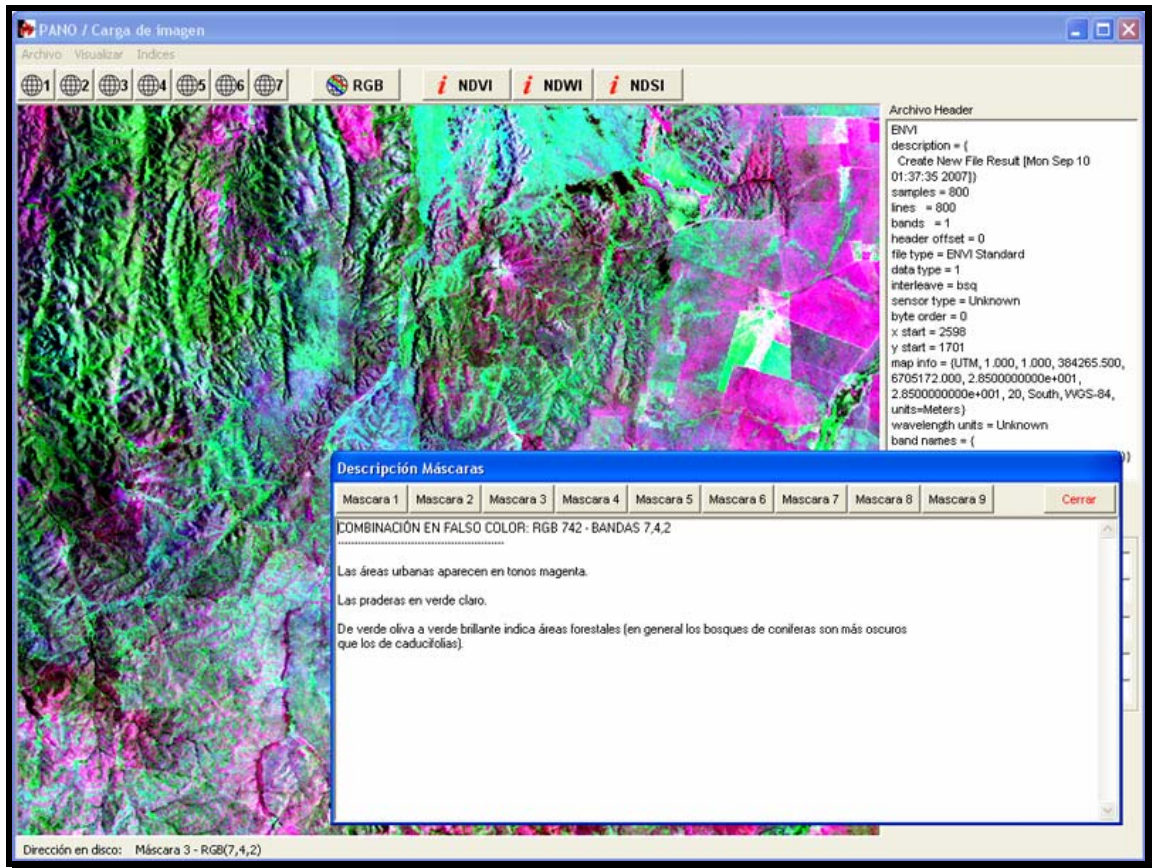 PANO / Carga de imagen
Archivo Visualizar Indices
1 2 3 4 5 6 7 RGB i NDVI i NDWI i NDSI
Archivo Header
ENVI
description = {
Create New File Result [Mon Sep 10
01:37:35 2007]}
samples = 800
lines = 800
bands = 1
header offset = 0
file type = ENVI Standard
data type = 1
interleave = bsq
sensor type = Unknown
byte order = 0
x start = 2598
y start = 1701
map info = {UTM, 1.000, 1.000, 384265.500,
6705172.000, 2.8500000000e+001,
2.8500000000e+001, 20, South, WGS-84,
units=Meters}
wavelength units = Unknown
band names = {
Descripción Máscaras
Mascara 1 Mascara 2 Mascara 3 Mascara 4 Mascara 5 Mascara 6 Mascara 7 Mascara 8 Mascara 9 Cerrar
COMBINACIÓN EN FALSO COLOR: RGB 742 - BANDAS 7,4,2
--------------------------------------------------
Las áreas urbanas aparecen en tonos magenta.
Las praderas en verde claro.
De verde oliva a verde brillante indica áreas forestales (en general los bosques de coniferas son más oscuros
que los de caducifolias).
Dirección en disco: Máscara 3 - RGB(7,4,2)